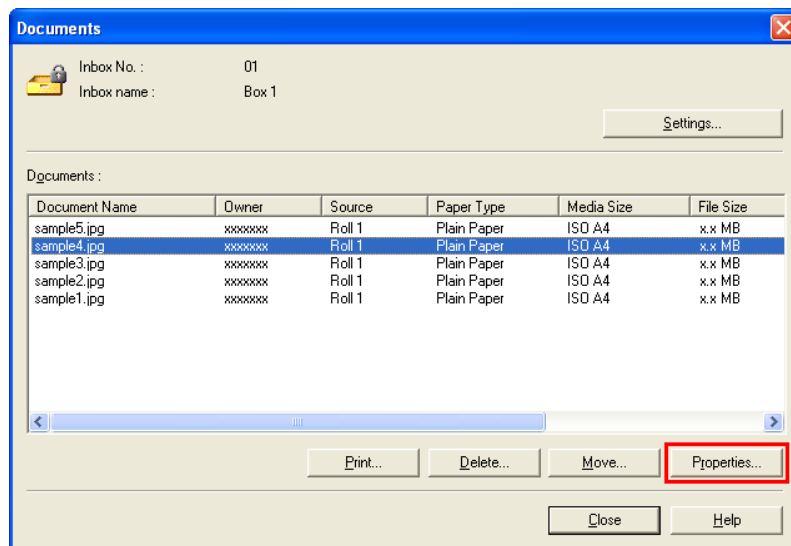 Documents
Inbox No. : 01
Inbox name : Box 1
Settings...
Documents :
Document Name Owner Source Paper Type Media Size File Size
sample5.jpg xxxxxxx Roll 1 Plain Paper ISO A4 x.x MB
sample4.jpg xxxxxxx Roll 1 Plain Paper ISO A4 x.x MB
sample3.jpg xxxxxxx Roll 1 Plain Paper ISO A4 x.x MB
sample2.jpg xxxxxxx Roll 1 Plain Paper ISO A4 x.x MB
sample1.jpg xxxxxxx Roll 1 Plain Paper ISO A4 x.x MB
Print... Delete... Move... Properties...
Close Help